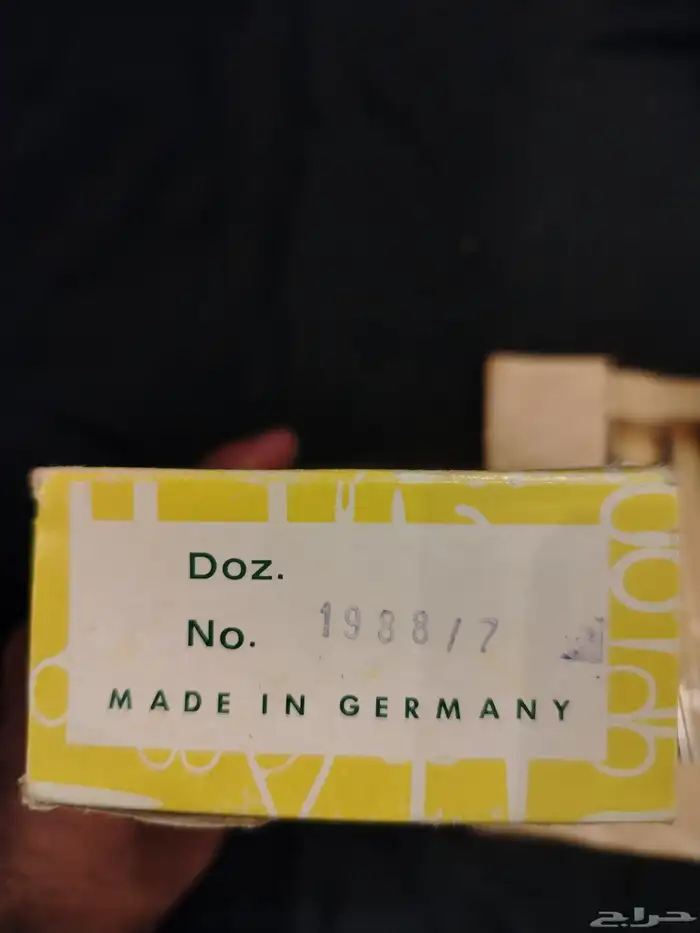 Doz.
No. 1988/7
MADE IN GERMANY
حراج